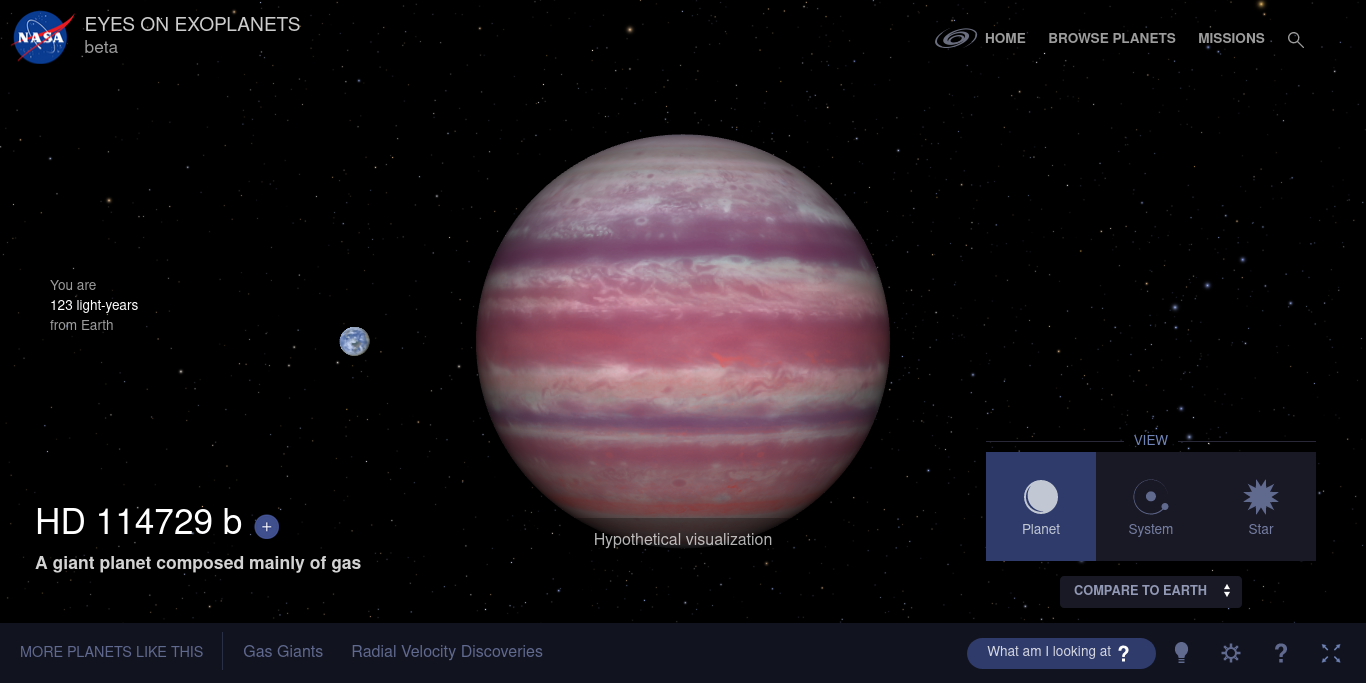 NASA
EYES ON EXOPLANETS
beta
HOME
BROWSE PLANETS
MISSIONS
You are
123 light-years
from Earth
HD 114729 b +
A giant planet composed mainly of gas
Hypothetical visualization
VIEW
Planet
System
Star
COMPARE TO EARTH
MORE PLANETS LIKE THIS
Gas Giants
Radial Velocity Discoveries
What am I looking at ?
?